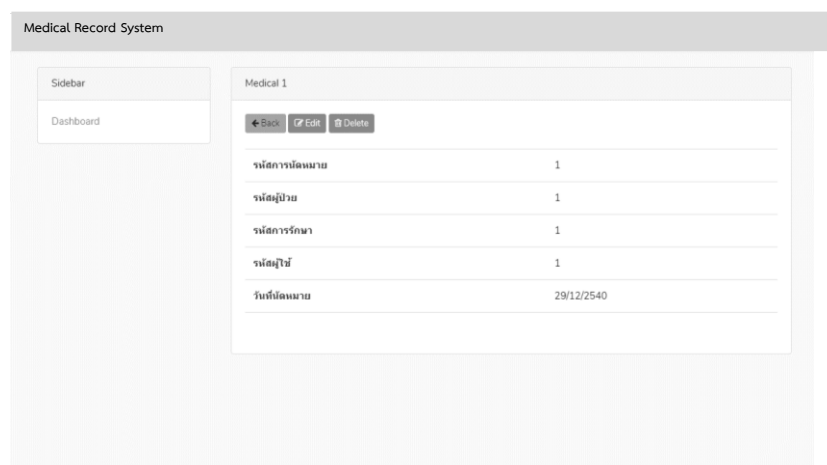 Medical Record System
Sidebar
Dashboard
Medical 1
Back Edit Delete
รหัสการนัดหมาย 1
รหัสผู้ป่วย 1
รหัสการรักษา 1
รหัสผู้ใช้ 1
วันที่นัดหมาย 29/12/2540